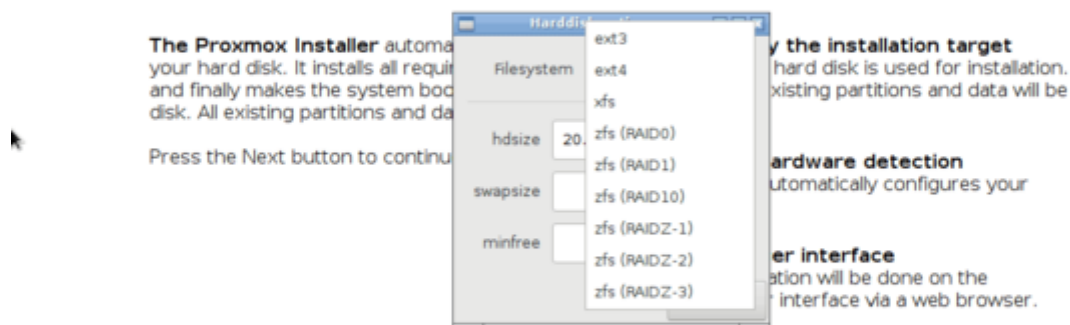 The Proxmox Installer automa
your hard disk. It installs all requir
and finally makes the system boo
disk. All existing partitions and da
Press the Next button to continu
Harddis
Filesystem
hdsize 20.
swapsize
minfree
ext3
ext4
xfs
zfs (RAID0)
zfs (RAID1)
zfs (RAID10)
zfs (RAIDZ-1)
zfs (RAIDZ-2)
zfs (RAIDZ-3)
y the installation target
hard disk is used for installation.
xisting partitions and data will be
ardware detection
utomatically configures your
er interface
ation will be done on the
interface via a web browser.